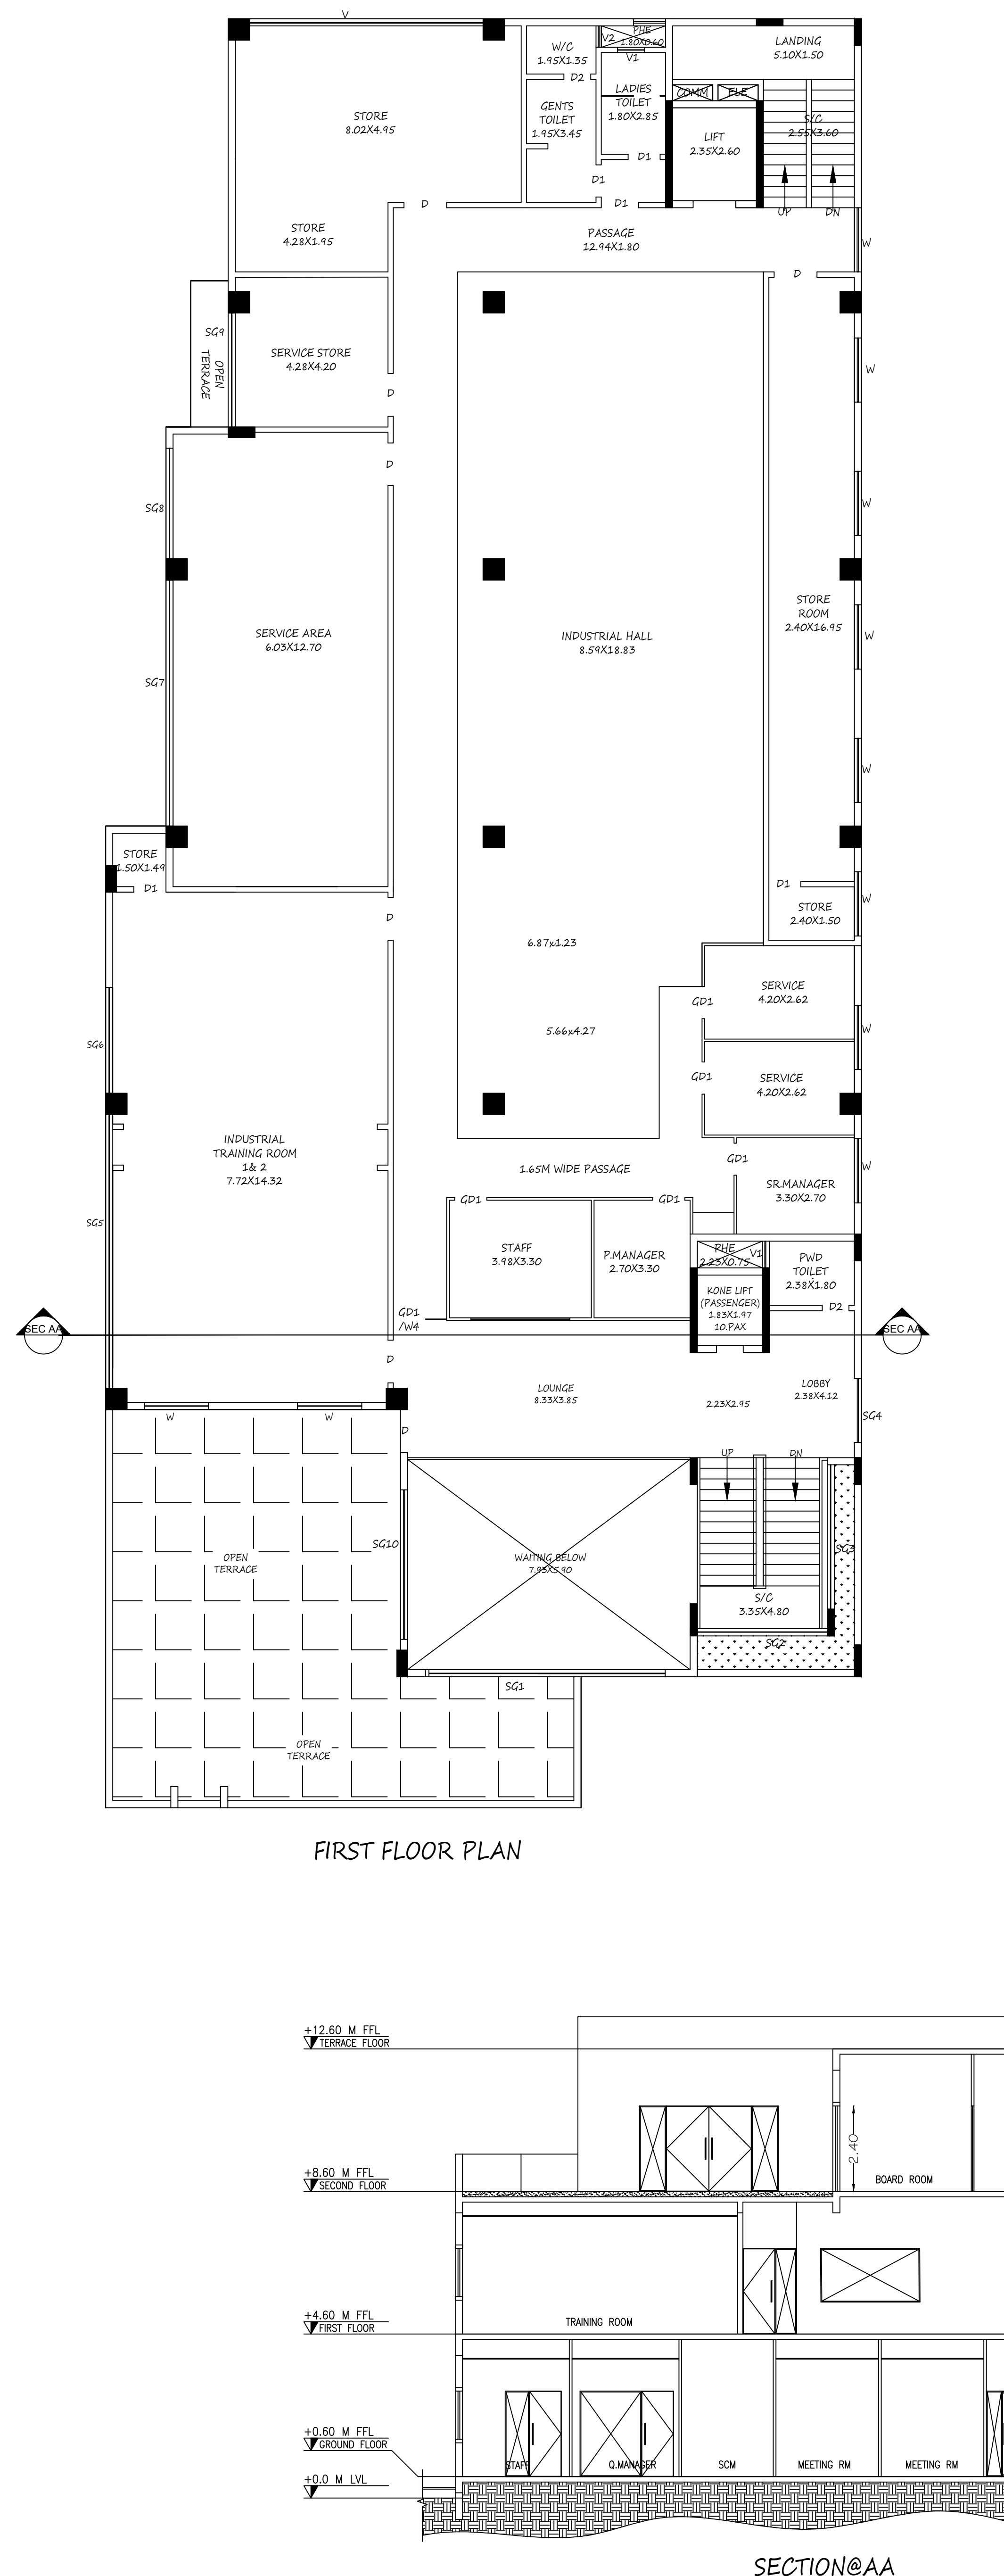 V
W/C
1.95X1.35
V2
PHE
1.80X0.60
V1
LANDING
5.10X1.50
D2
STORE
8.02X4.95
GENTS
TOILET
1.95X3.45
LADIES
TOILET
1.80X2.85
COMM
ELE
LIFT
2.35X2.60
S/C
2.55X3.60
D1
D1
D
D1
UP
DN
STORE
4.28X1.95
PASSAGE
12.94X1.80
W
D
SG9
OPEN
TERRACE
SERVICE STORE
4.28X4.20
W
D
D
SG8
W
STORE
ROOM
2.40X16.95
SERVICE AREA
6.03X12.70
INDUSTRIAL HALL
8.59X18.83
W
SG7
W
STORE
1.50X1.49
D1
D1
W
STORE
2.40X1.50
D
6.87x1.23
SERVICE
4.20X2.62
GD1
5.66x4.27
W
SG6
GD1
SERVICE
4.20X2.62
INDUSTRIAL
TRAINING ROOM
1& 2
7.72X14.32
1.65M WIDE PASSAGE
GD1
W
SR.MANAGER
3.30X2.70
GD1
GD1
SG5
STAFF
3.98X3.30
P.MANAGER
2.70X3.30
PHE
2.23X0.75
V1
PWD
TOILET
2.38X1.80
KONE LIFT
(PASSENGER)
1.83X1.97
10.PAX
D2
GD1
/W4
SEC AA
SEC AA
D
LOUNGE
8.33X3.85
LOBBY
2.38X4.12
2.23X2.95
SG4
W
W
D
UP
DN
SG10
OPEN
TERRACE
WAITING BELOW
7.93X5.90
SG3
S/C
3.35X4.80
SG2
SG1
OPEN
TERRACE
FIRST FLOOR PLAN
+12.60 M FFL
TERRACE FLOOR
2.40
BOARD ROOM
+8.60 M FFL
SECOND FLOOR
+4.60 M FFL
FIRST FLOOR
TRAINING ROOM
+0.60 M FFL
GROUND FLOOR
STAFF
Q.MANAGER
SCM
MEETING RM
MEETING RM
+0.0 M LVL
SECTION@AA